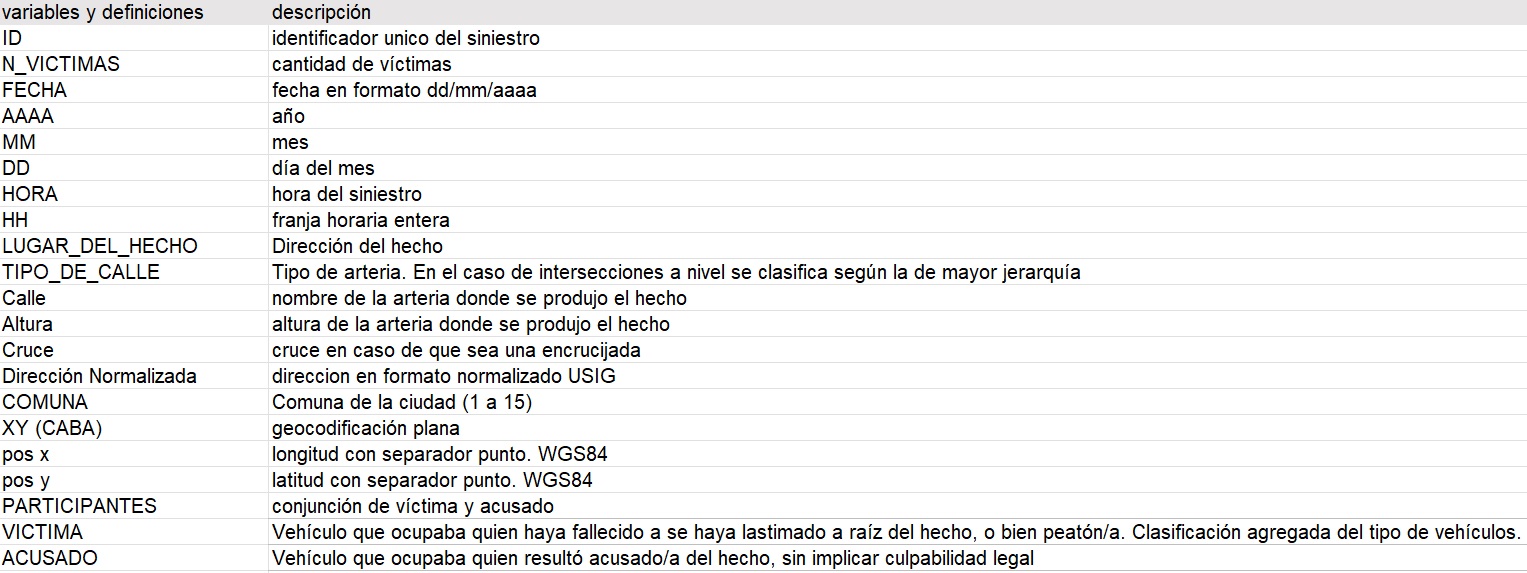 variables y definiciones descripción
ID identificador unico del siniestro
N_VICTIMAS cantidad de víctimas
FECHA fecha en formato dd/mm/aaaa
AAAA año
MM mes
DD día del mes
HORA hora del siniestro
HH franja horaria entera
LUGAR_DEL_HECHO Dirección del hecho
TIPO_DE_CALLE Tipo de arteria. En el caso de intersecciones a nivel se clasifica según la de mayor jerarquía
Calle nombre de la arteria donde se produjo el hecho
Altura altura de la arteria donde se produjo el hecho
Cruce cruce en caso de que sea una encrucijada
Dirección Normalizada direccion en formato normalizado USIG
COMUNA Comuna de la ciudad (1 a 15)
XY (CABA) geocodificación plana
pos x longitud con separador punto. WGS84
pos y latitud con separador punto. WGS84
PARTICIPANTES conjunción de víctima y acusado
VICTIMA Vehículo que ocupaba quien haya fallecido a se haya lastimado a raíz del hecho, o bien peatón/a. Clasificación agregada del tipo de vehículos.
ACUSADO Vehículo que ocupaba quien resultó acusado/a del hecho, sin implicar culpabilidad legal